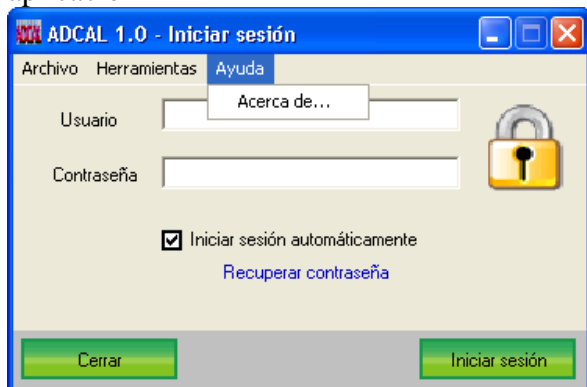 ADCAL ADCAL 1.0 - Iniciar sesión
Archivo Herramientas Ayuda
Acerca de...
Usuario
Contraseña
Iniciar sesión automáticamente
Recuperar contraseña
Cerrar Iniciar sesión